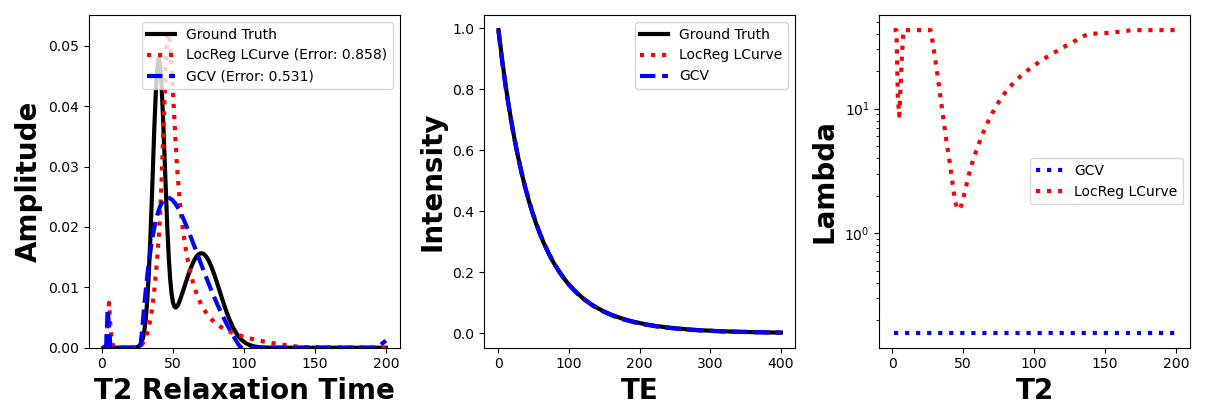 Amplitude
0.05
0.04
0.03
0.02
0.01
0.00
Ground Truth
LocReg LCurve (Error: 0.858)
GCV (Error: 0.531)
0 50 100 150 200
T2 Relaxation Time
Intensity
1.0
0.8
0.6
0.4
0.2
0.0
Ground Truth
LocReg LCurve
GCV
0 100 200 300 400
TE
Lambda
10¹
10⁰
GCV
LocReg LCurve
0 50 100 150 200
T2